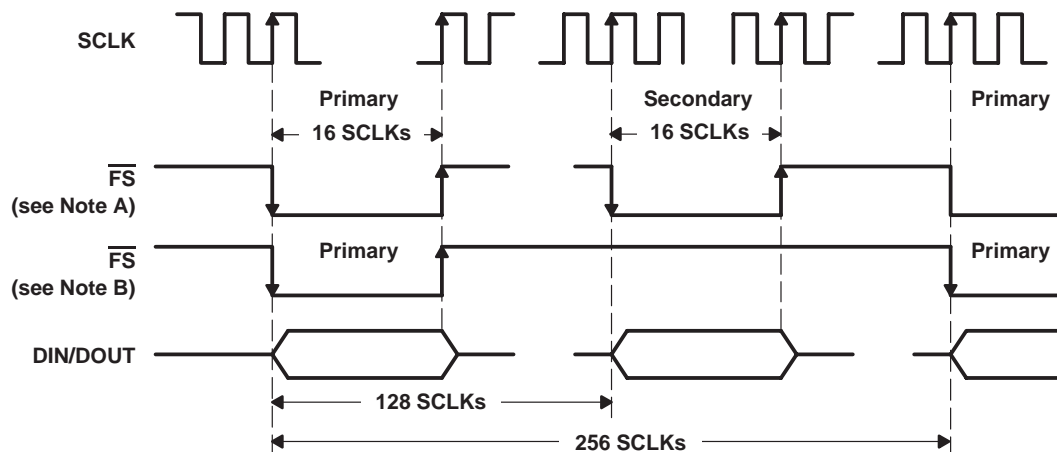 SCLK
Primary
Secondary
Primary
16 SCLKs
16 SCLKs
FS
(see Note A)
FS
(see Note B)
Primary
Primary
DIN/DOUT
128 SCLKs
256 SCLKs